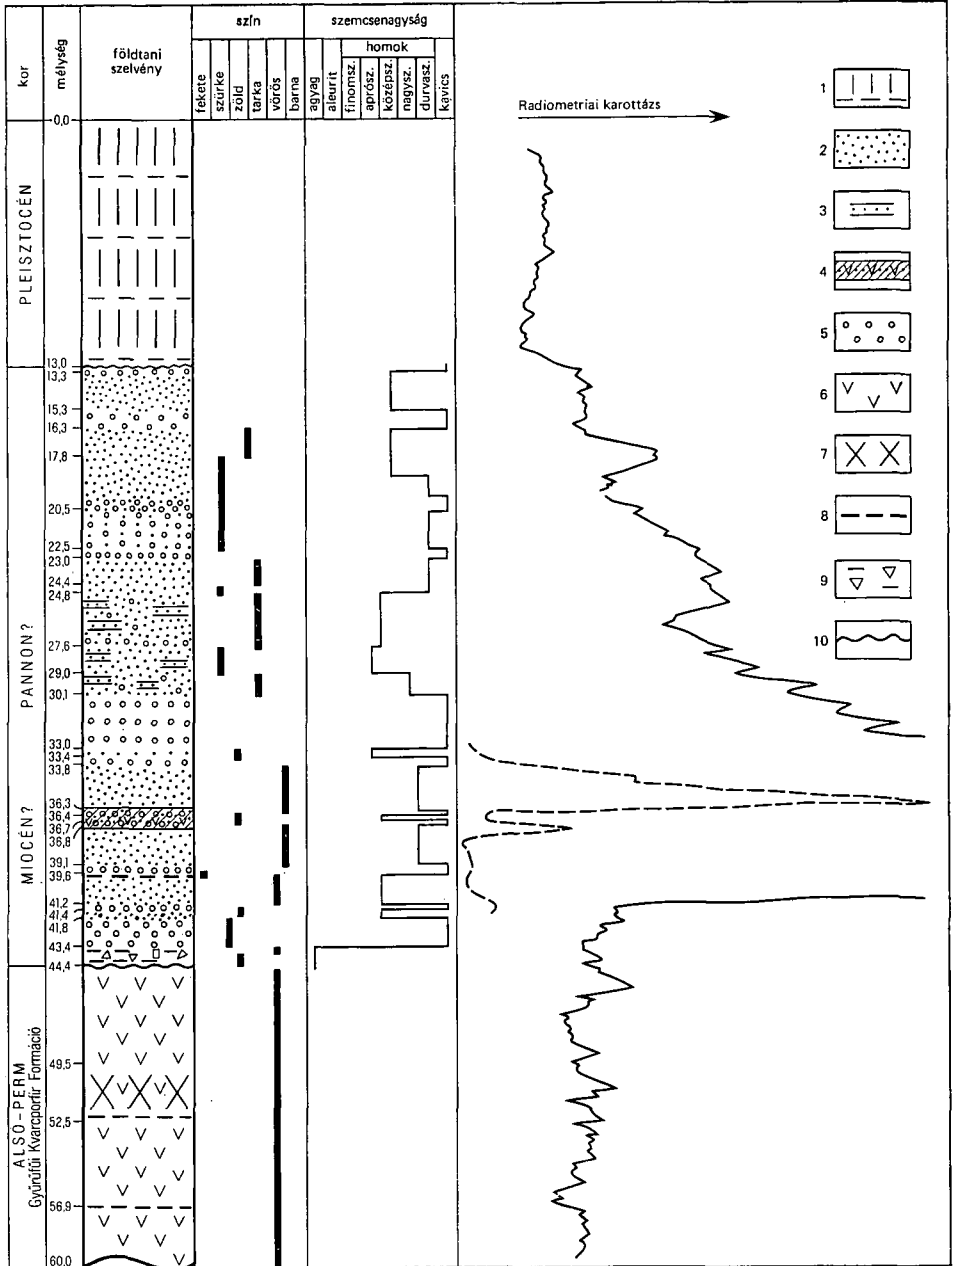 kor
mélység
földtani
szelvény
szín
fekete
szürke
zöld
tarka
vörös
barna
szemcsenagyság
homok
agyag
aleurit
finomsz.
aprósz.
középsz.
nagysz.
durvasz.
kavics
Radiometriai karottázs
0,0
13,0
13,3
15,3
16,3
17,8
20,5
22,5
23,0
24,4
24,8
27,6
29,0
30,1
33,0
33,4
33,8
36,3
36,4
36,7
36,8
39,1
39,6
41,2
41,4
41,8
43,4
44,4
49,5
52,5
56,9
60,0
PLEISZTOCÉN
PANNON?
MIOCÉN?
ALSO-PERM
Gyűrűfűi Kvarcporfir Formáció
1
2
3
4
5
6
7
8
9
10